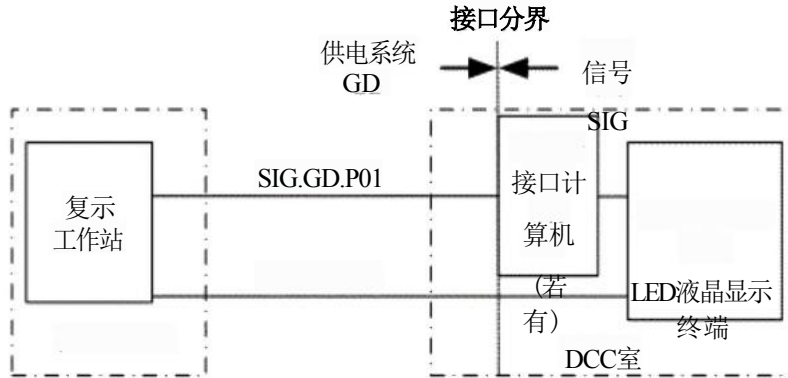 接口分界
供电系统
GD
信号
SIG
SIG.GD.P01
复示
工作站
接口计
算机
(若
有)
LED液晶显示
终端
DCC室